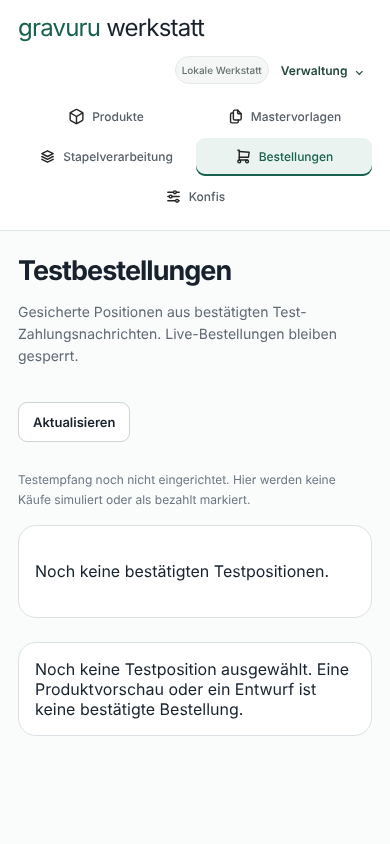 gravuru werkstatt
Lokale Werkstatt
Verwaltung
Produkte
Mastervorlagen
Stapelverarbeitung
Bestellungen
Konfis
Testbestellungen
Gesicherte Positionen aus bestätigten Test-
Zahlungsnachrichten. Live-Bestellungen bleiben
gesperrt.
Aktualisieren
Testempfang noch nicht eingerichtet. Hier werden keine
Käufe simuliert oder als bezahlt markiert.
Noch keine bestätigten Testpositionen.
Noch keine Testposition ausgewählt. Eine
Produktvorschau oder ein Entwurf ist
keine bestätigte Bestellung.